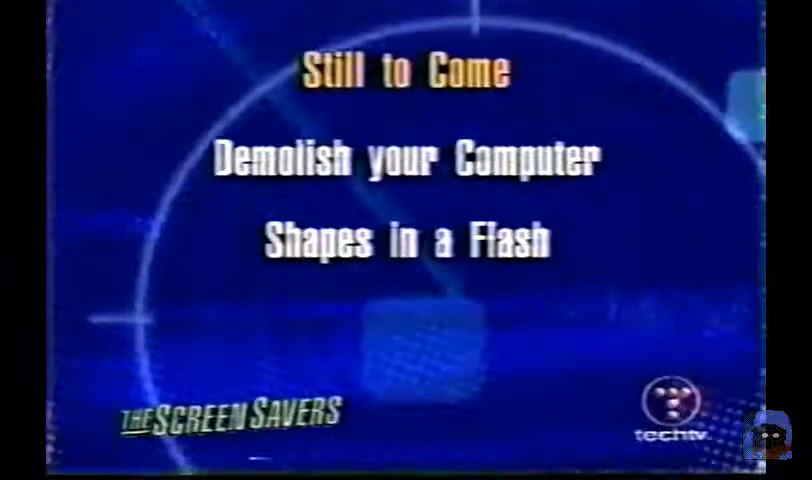 Still to Come
Demolish your Computer
Shapes in a Flash
THE SCREEN SAVERS
techtv